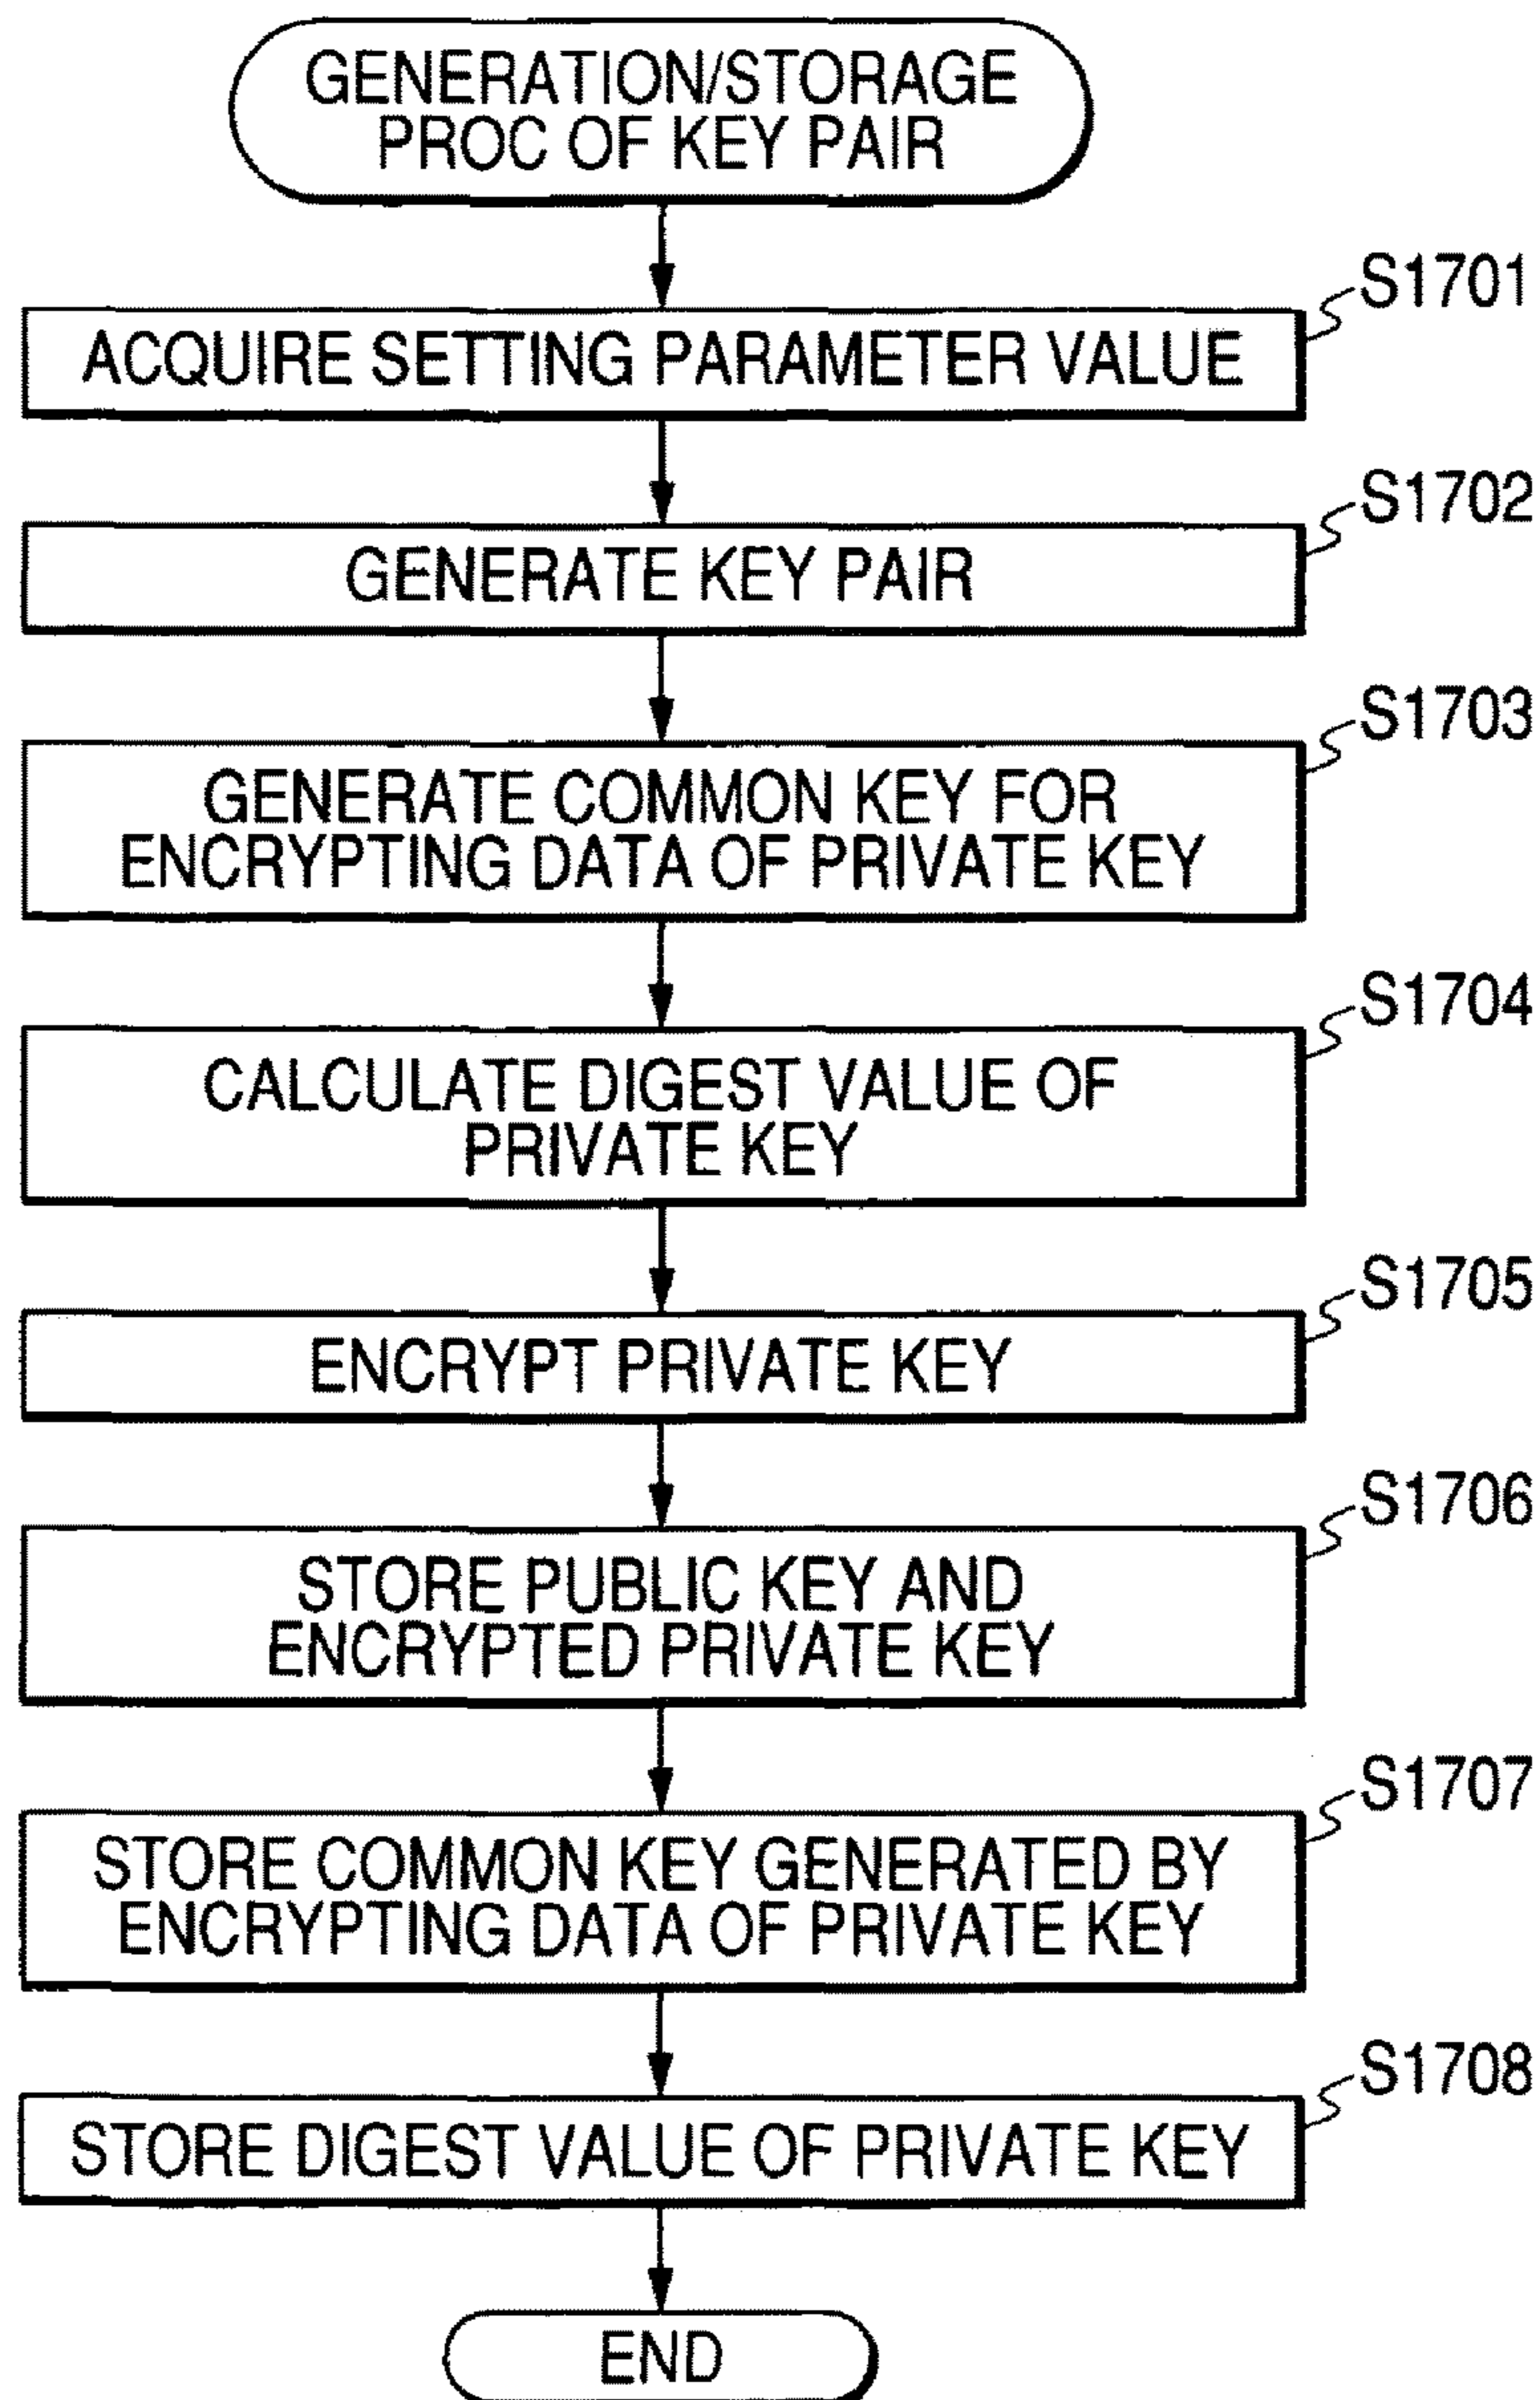 GENERATION/STORAGE
PROC OF KEY PAIR
S1701
ACQUIRE SETTING PARAMETER VALUE
S1702
GENERATE KEY PAIR
S1703
GENERATE COMMON KEY FOR
ENCRYPTING DATA OF PRIVATE KEY
S1704
CALCULATE DIGEST VALUE OF
PRIVATE KEY
S1705
ENCRYPT PRIVATE KEY
S1706
STORE PUBLIC KEY AND
ENCRYPTED PRIVATE KEY
S1707
STORE COMMON KEY GENERATED BY
ENCRYPTING DATA OF PRIVATE KEY
S1708
STORE DIGEST VALUE OF PRIVATE KEY
END